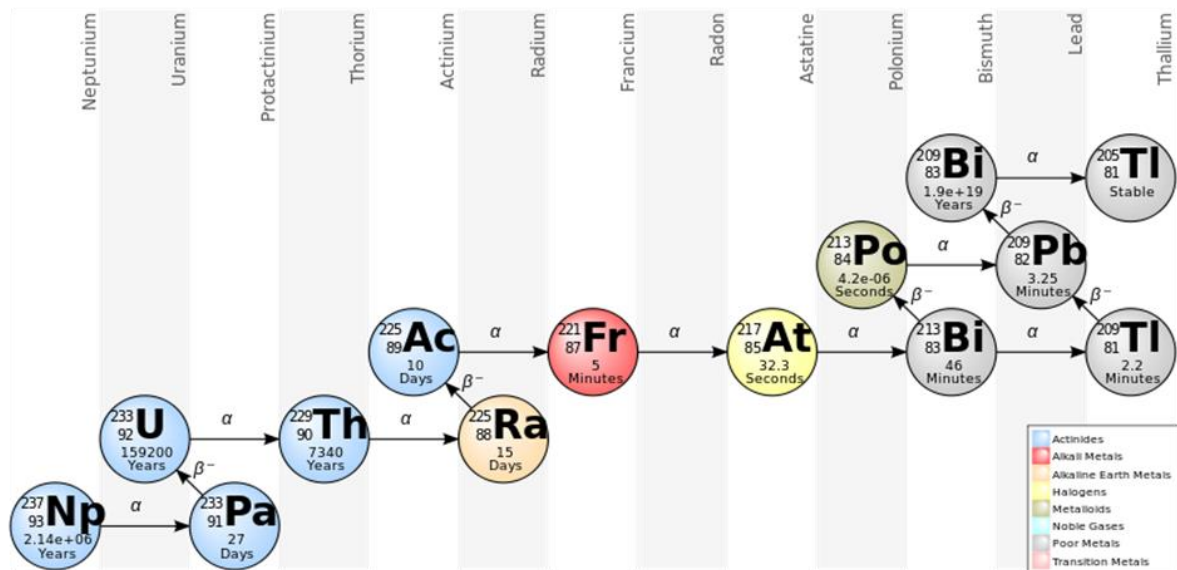 Neptunium
Uranium
Protactinium
Thorium
Actinium
Radium
Francium
Radon
Astatine
Polonium
Bismuth
Lead
Thallium
209 83 Bi
1.9e+19
Years
α
205 81 Tl
Stable
β⁻
213 84 Po
4.2e-06
Seconds
α
209 82 Pb
3.25
Minutes
β⁻
β⁻
225 89 Ac
10
Days
α
221 87 Fr
5
Minutes
α
217 85 At
32.3
Seconds
α
213 83 Bi
46
Minutes
α
209 81 Tl
2.2
Minutes
β⁻
233 92 U
159200
Years
α
229 90 Th
7340
Years
α
225 88 Ra
15
Days
β⁻
237 93 Np
2.14e+06
Years
α
233 91 Pa
27
Days
Actinides
Alkali Metals
Alkaline Earth Metals
Halogens
Metalloids
Noble Gases
Poor Metals
Transition Metals